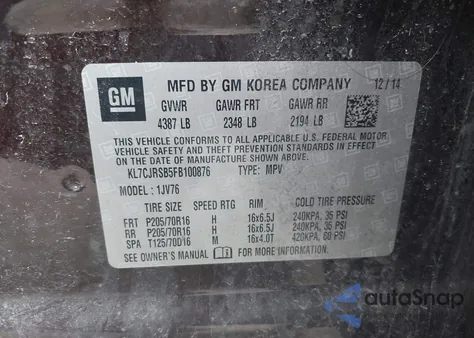 GM
MFD BY GM KOREA COMPANY 12/14
GVWR GAWR FRT GAWR RR
4387 LB 2348 LB 2194 LB
THIS VEHICLE CONFORMS TO ALL APPLICABLE U.S. FEDERAL MOTOR
VEHICLE SAFETY, BUMPER, AND THEFT PREVENTION STANDARDS
IN EFFECT ON THE DATE OF MANUFACTURE SHOWN ABOVE.
KL7CJRSB5FB100876 TYPE: MPV
MODEL: 1JV76
TIRE SIZE SPEED RTG RIM COLD TIRE PRESSURE
FRT P205/70R16 H 16x6.5J 240KPA, 35 PSI
RR P205/70R16 H 16x6.5J 240KPA, 35 PSI
SPA T125/70D16 M 16x4.0T 420KPA, 60 PSI
SEE OWNER'S MANUAL FOR MORE INFORMATION.
autoSnap